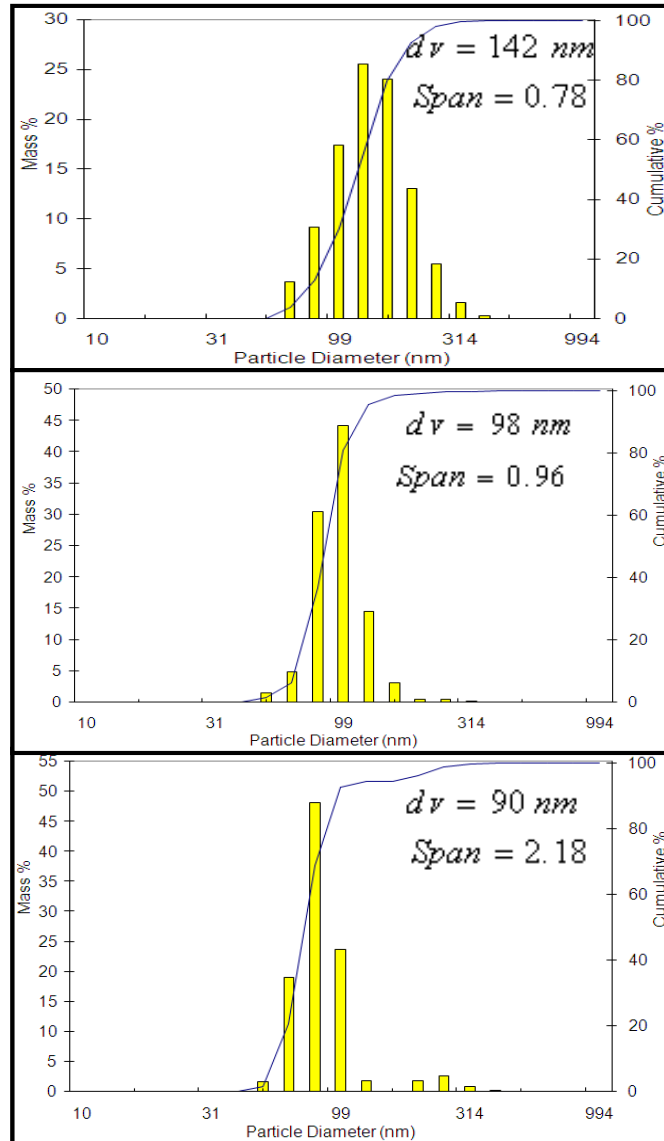 30
25
20
15
10
5
0
Mass %
100
80
60
40
20
0
Cumulative %
dv = 142 nm
Span = 0.78
10 31 99 314 994
Particle Diameter (nm)
50
45
40
35
30
25
20
15
10
5
0
Mass %
100
80
60
40
20
0
Cumulative %
dv = 98 nm
Span = 0.96
10 31 99 314 994
Particle Diameter (nm)
55
50
45
40
35
30
25
20
15
10
5
0
Mass %
100
80
60
40
20
0
Cumulative %
dv = 90 nm
Span = 2.18
10 31 99 314 994
Particle Diameter (nm)